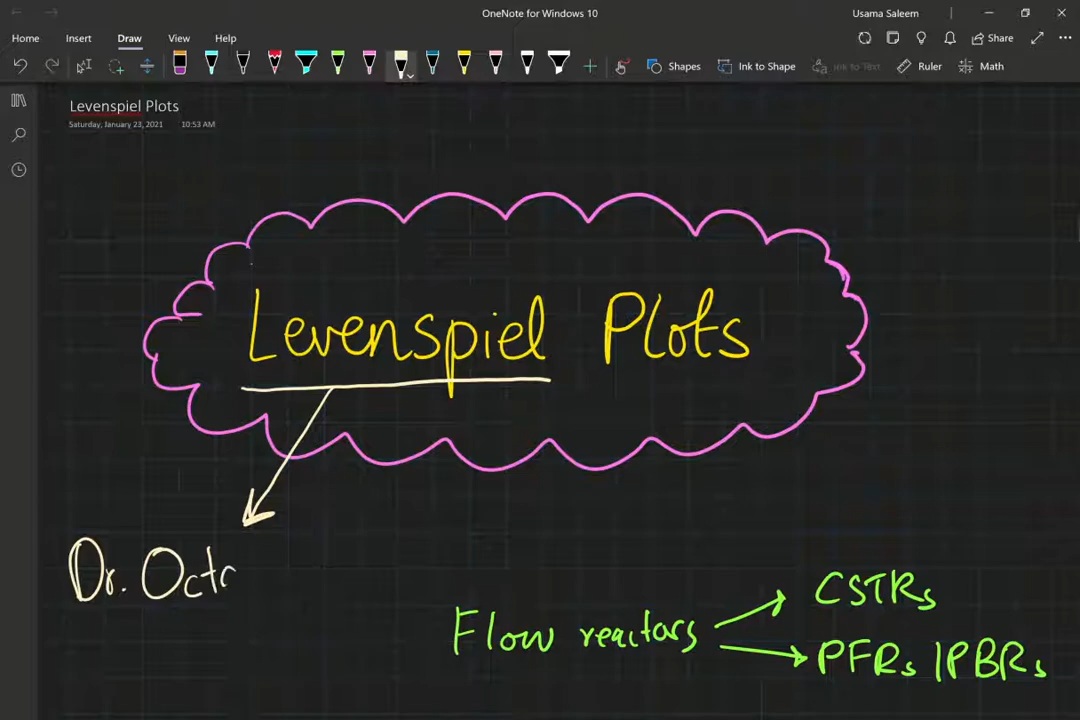 OneNote for Windows 10
Usama Saleem
Home Insert Draw View Help
Share
Shapes Ink to Shape Ink to Text Ruler Math
Levenspiel Plots
Saturday, January 23, 2021 10:53 AM
Levenspiel Plots
Dr. Octa
CSTRs
Flow reactors
PFRs | PBRs